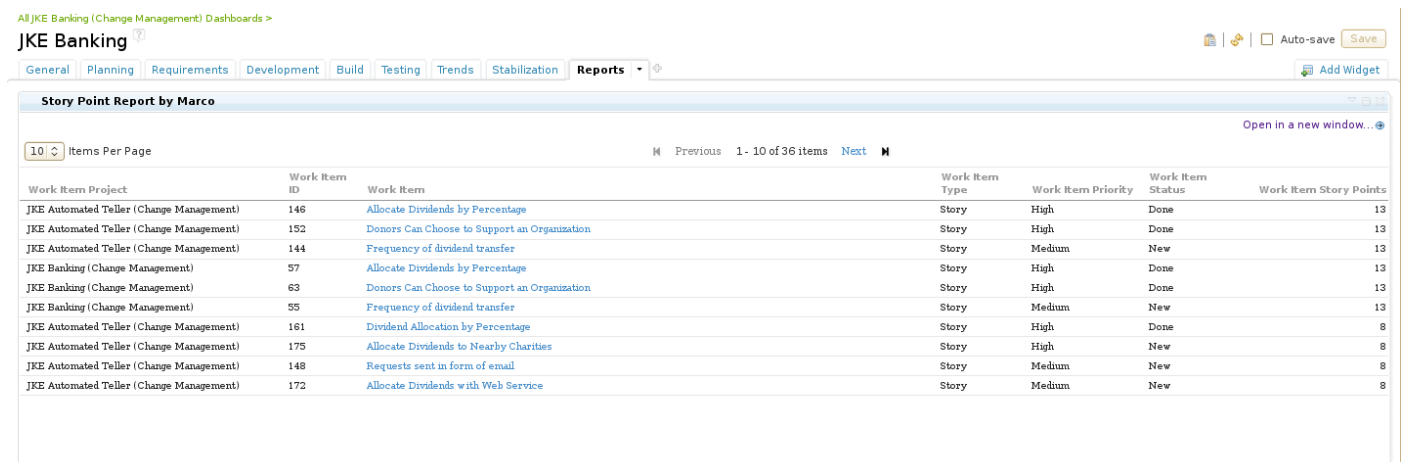 All JKE Banking (Change Management) Dashboards >
JKE Banking ?
Auto-save Save
General Planning Requirements Development Build Testing Trends Stabilization Reports Add Widget
Story Point Report by Marco
Open in a new window...
10 Items Per Page Previous 1 - 10 of 36 items Next
Work Item Project Work Item ID Work Item Work Item Type Work Item Priority Work Item Status Work Item Story Points
JKE Automated Teller (Change Management) 146 Allocate Dividends by Percentage Story High Done 13
JKE Automated Teller (Change Management) 152 Donors Can Choose to Support an Organization Story High Done 13
JKE Automated Teller (Change Management) 144 Frequency of dividend transfer Story Medium New 13
JKE Banking (Change Management) 57 Allocate Dividends by Percentage Story High Done 13
JKE Banking (Change Management) 63 Donors Can Choose to Support an Organization Story High Done 13
JKE Banking (Change Management) 55 Frequency of dividend transfer Story Medium New 13
JKE Automated Teller (Change Management) 161 Dividend Allocation by Percentage Story High Done 8
JKE Automated Teller (Change Management) 175 Allocate Dividends to Nearby Charities Story High New 8
JKE Automated Teller (Change Management) 148 Requests sent in form of email Story Medium New 8
JKE Automated Teller (Change Management) 172 Allocate Dividends with Web Service Story Medium New 8